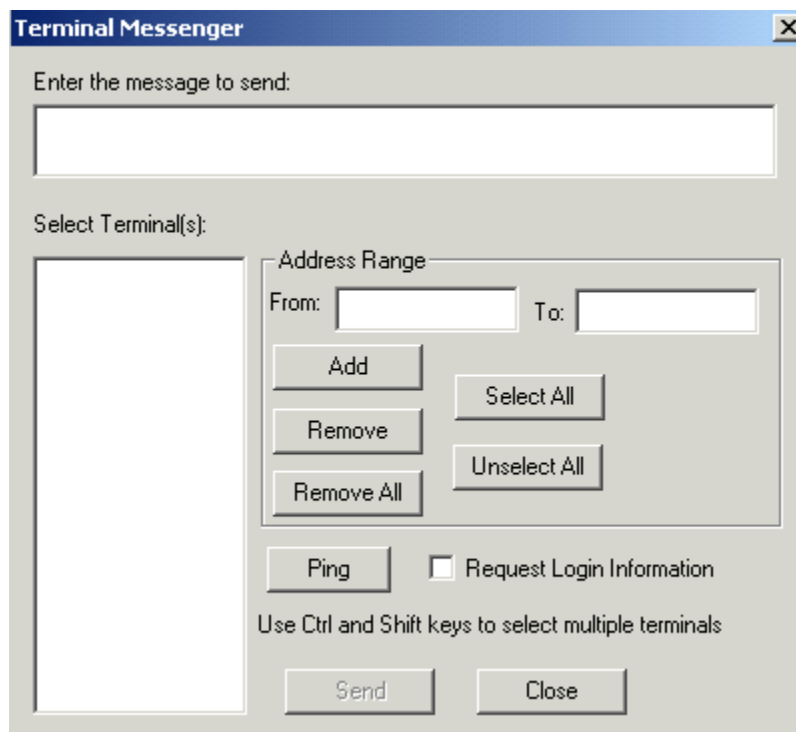 Terminal Messenger
Enter the message to send:
Select Terminal(s):
Address Range
From:
To:
Add
Select All
Remove
Unselect All
Remove All
Ping
Request Login Information
Use Ctrl and Shift keys to select multiple terminals
Send
Close